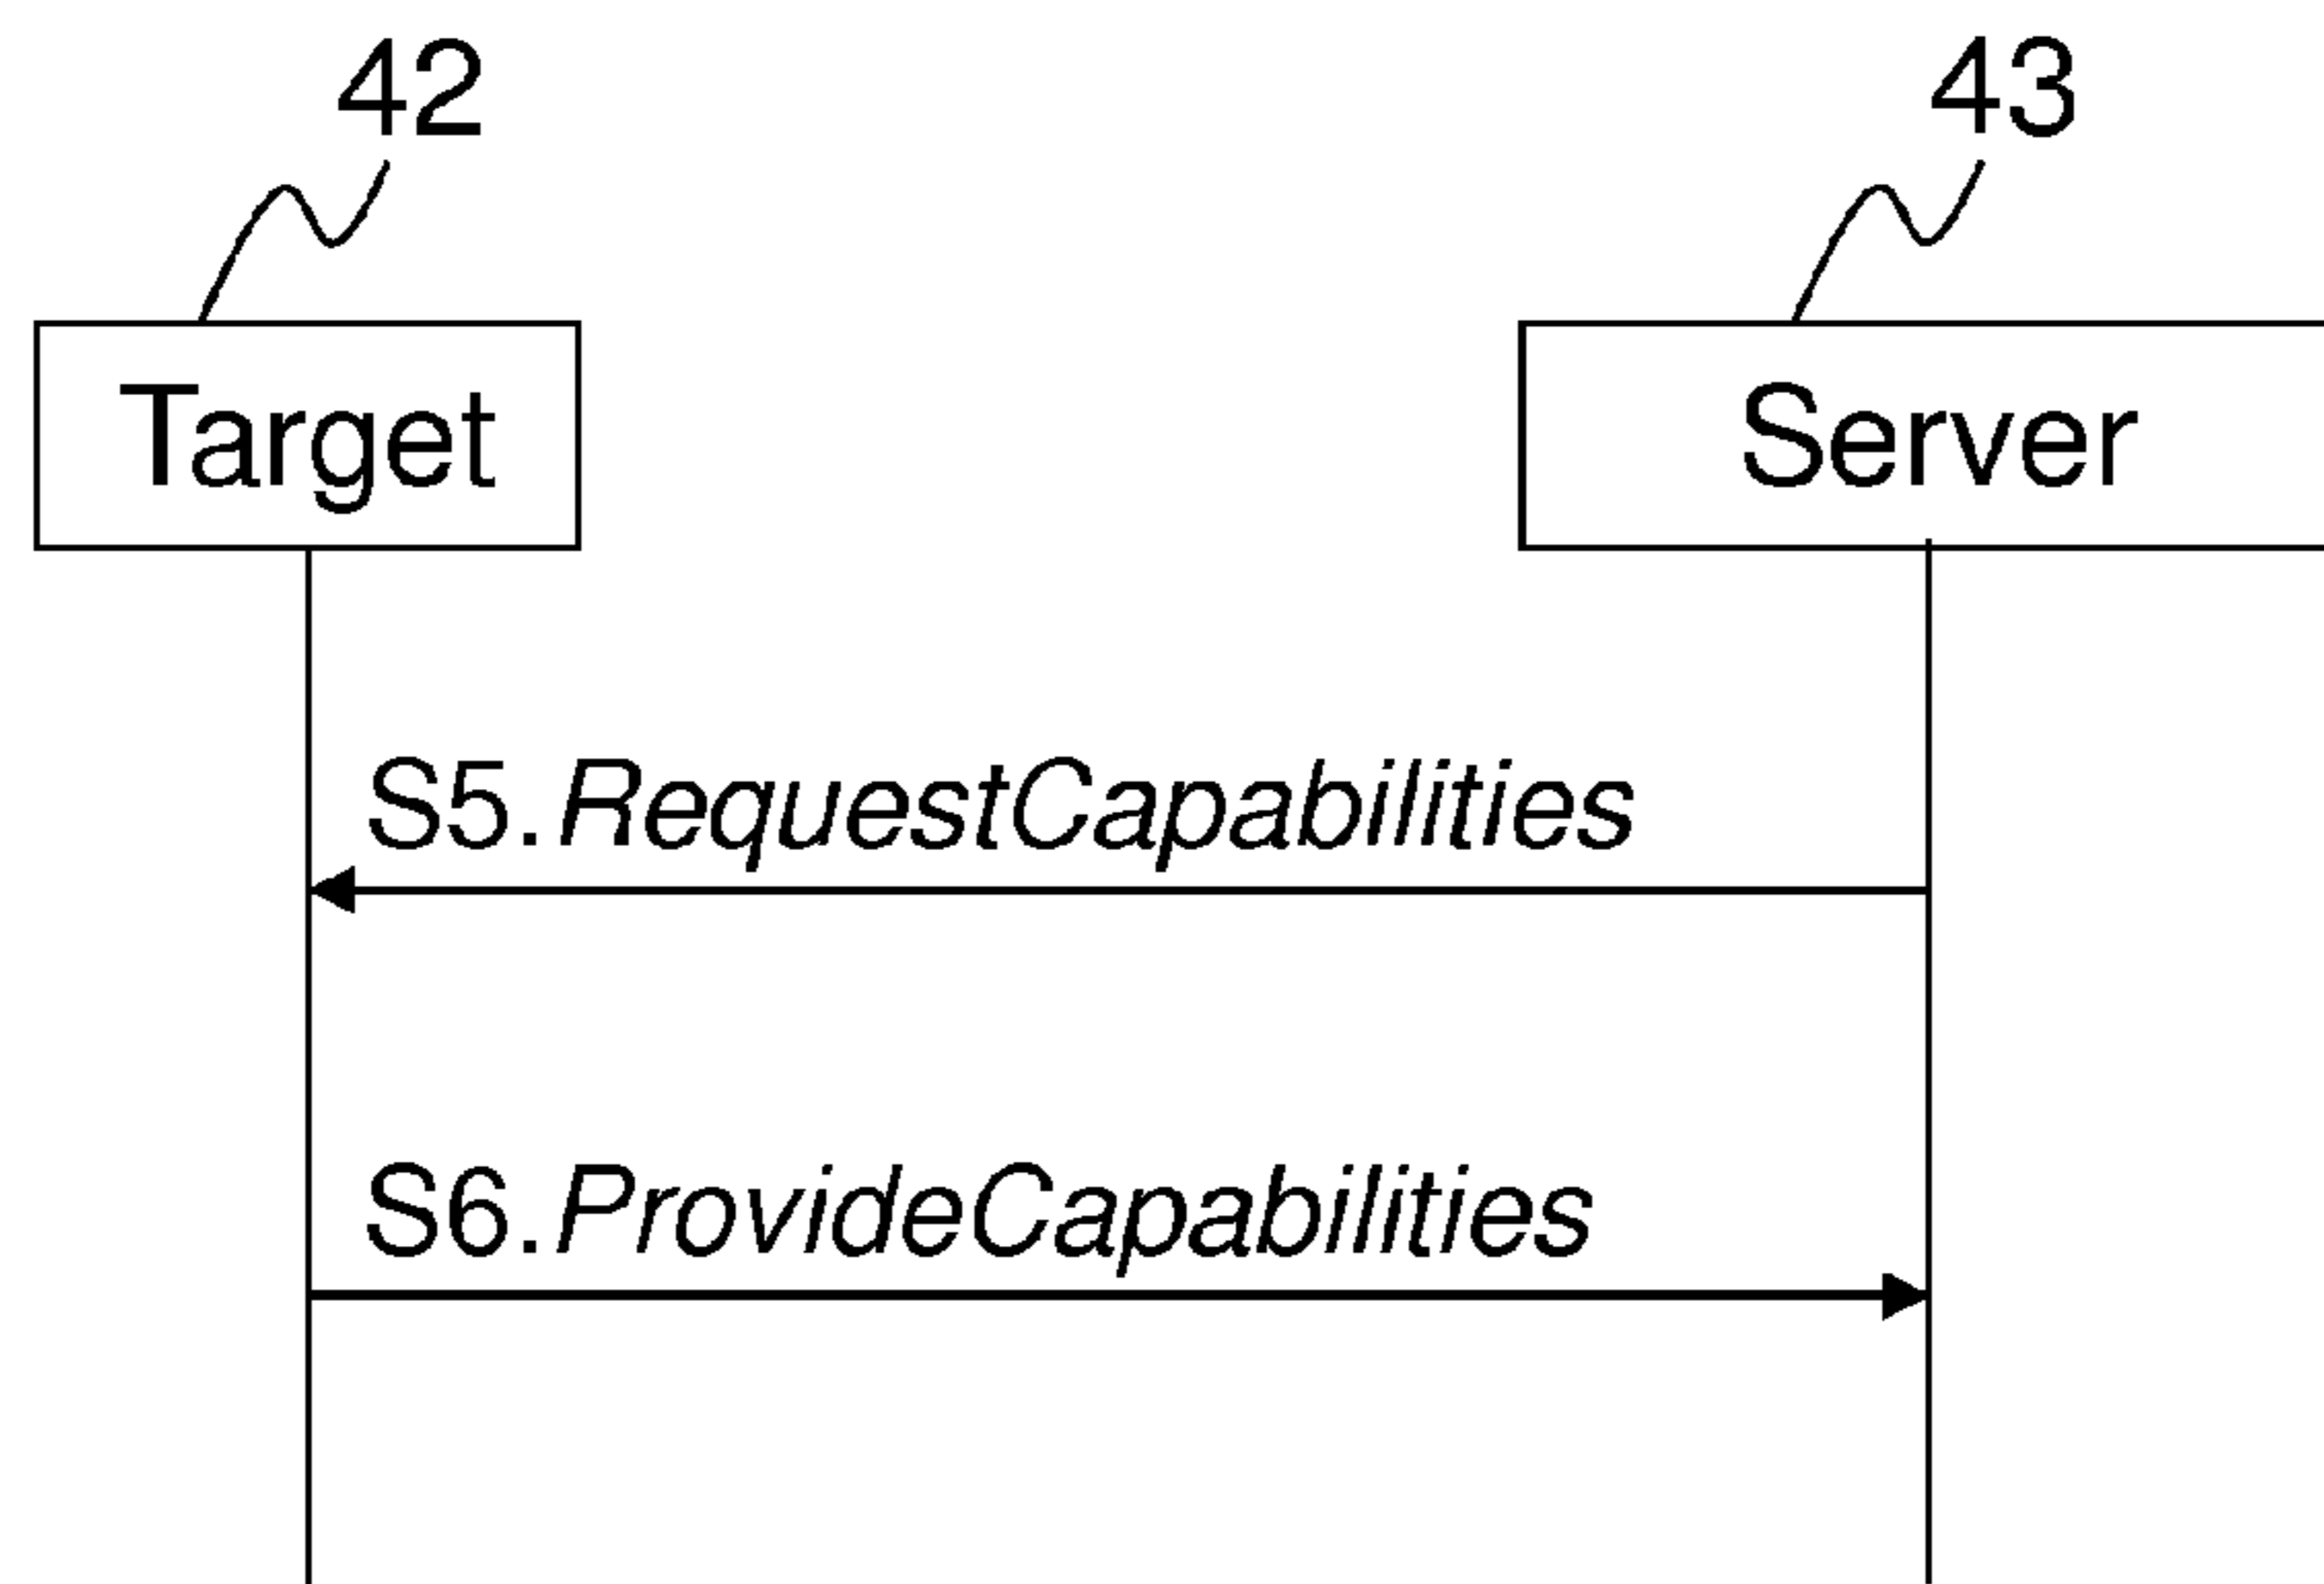 42
43
Target
Server
S5.RequestCapabilities
S6.ProvideCapabilities